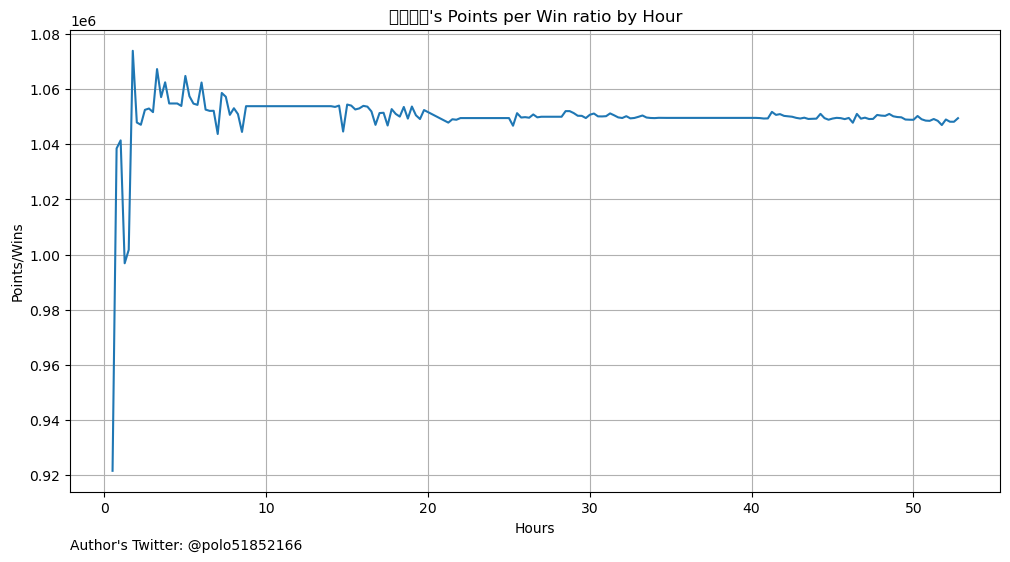 1e6
's Points per Win ratio by Hour
1.08
1.06
1.04
1.02
1.00
0.98
0.96
0.94
0.92
Points/Wins
0 10 20 30 40 50
Hours
Author's Twitter: @polo51852166